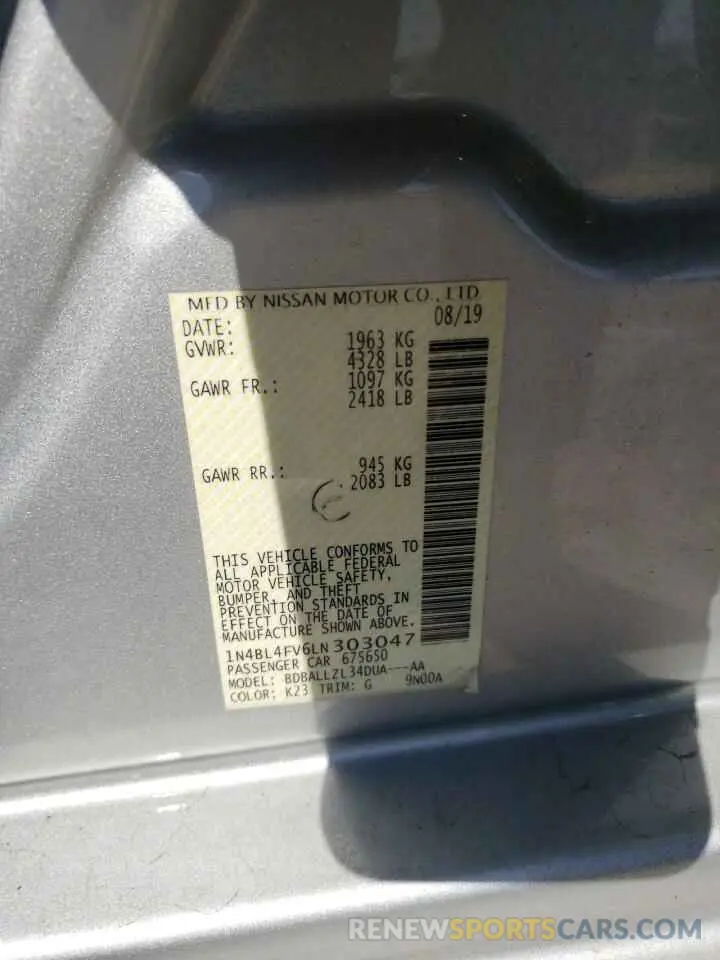 MFD BY NISSAN MOTOR CO., LTD
DATE: 08/19
GVWR: 1963 KG
4328 LB
GAWR FR.: 1097 KG
2418 LB
GAWR RR.: 945 KG
2083 LB
THIS VEHICLE CONFORMS TO
ALL APPLICABLE FEDERAL
MOTOR VEHICLE SAFETY,
BUMPER, AND THEFT
PREVENTION STANDARDS IN
EFFECT ON THE DATE OF
MANUFACTURE SHOWN ABOVE.
1N4BL4FV6LN303047
PASSENGER CAR 675650
MODEL: BDBALLZL34DUA---AA
COLOR: K23 TRIM: G 9N00A
RENEWSPORTSCARS.COM